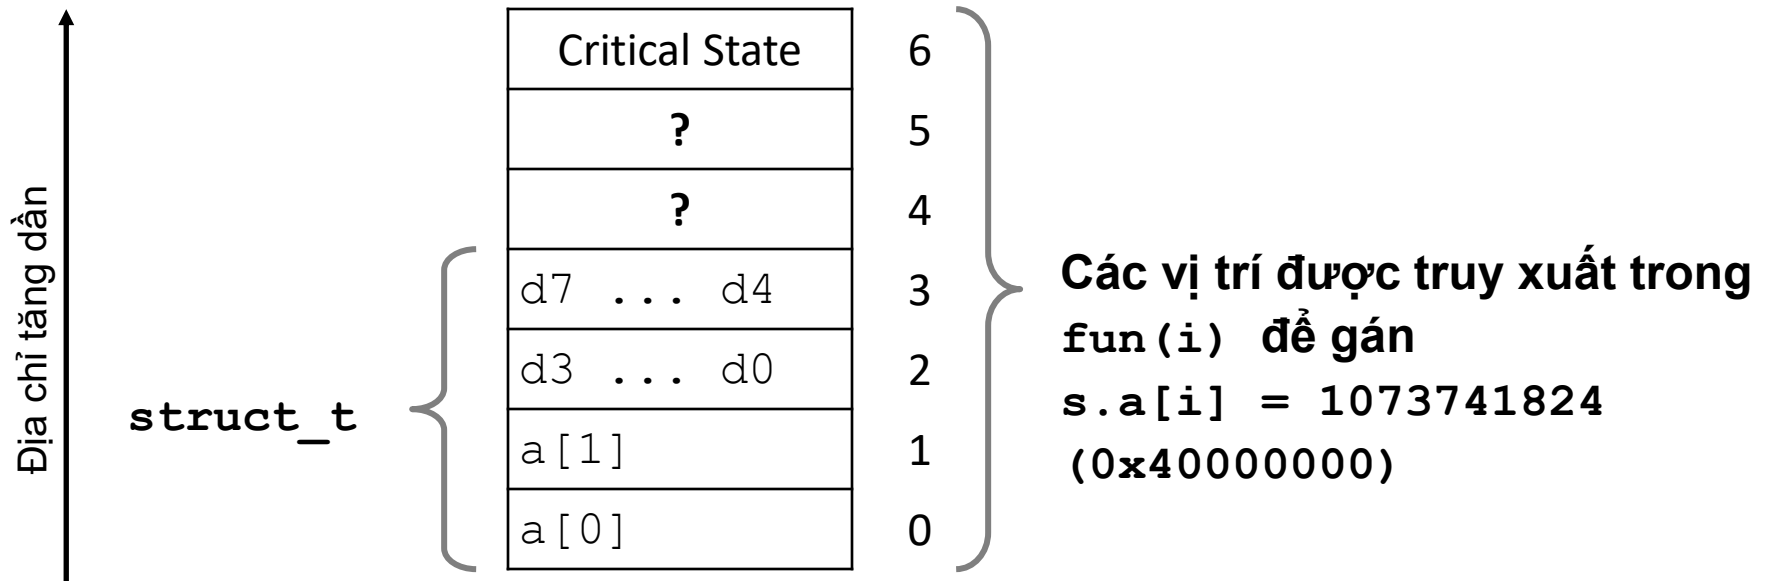 Địa chỉ tăng dần
struct_t
Critical State 6
? 5
? 4
d7 ... d4 3
d3 ... d0 2
a[1] 1
a[0] 0
Các vị trí được truy xuất trong
fun(i) để gán
s.a[i] = 1073741824
(0x40000000)